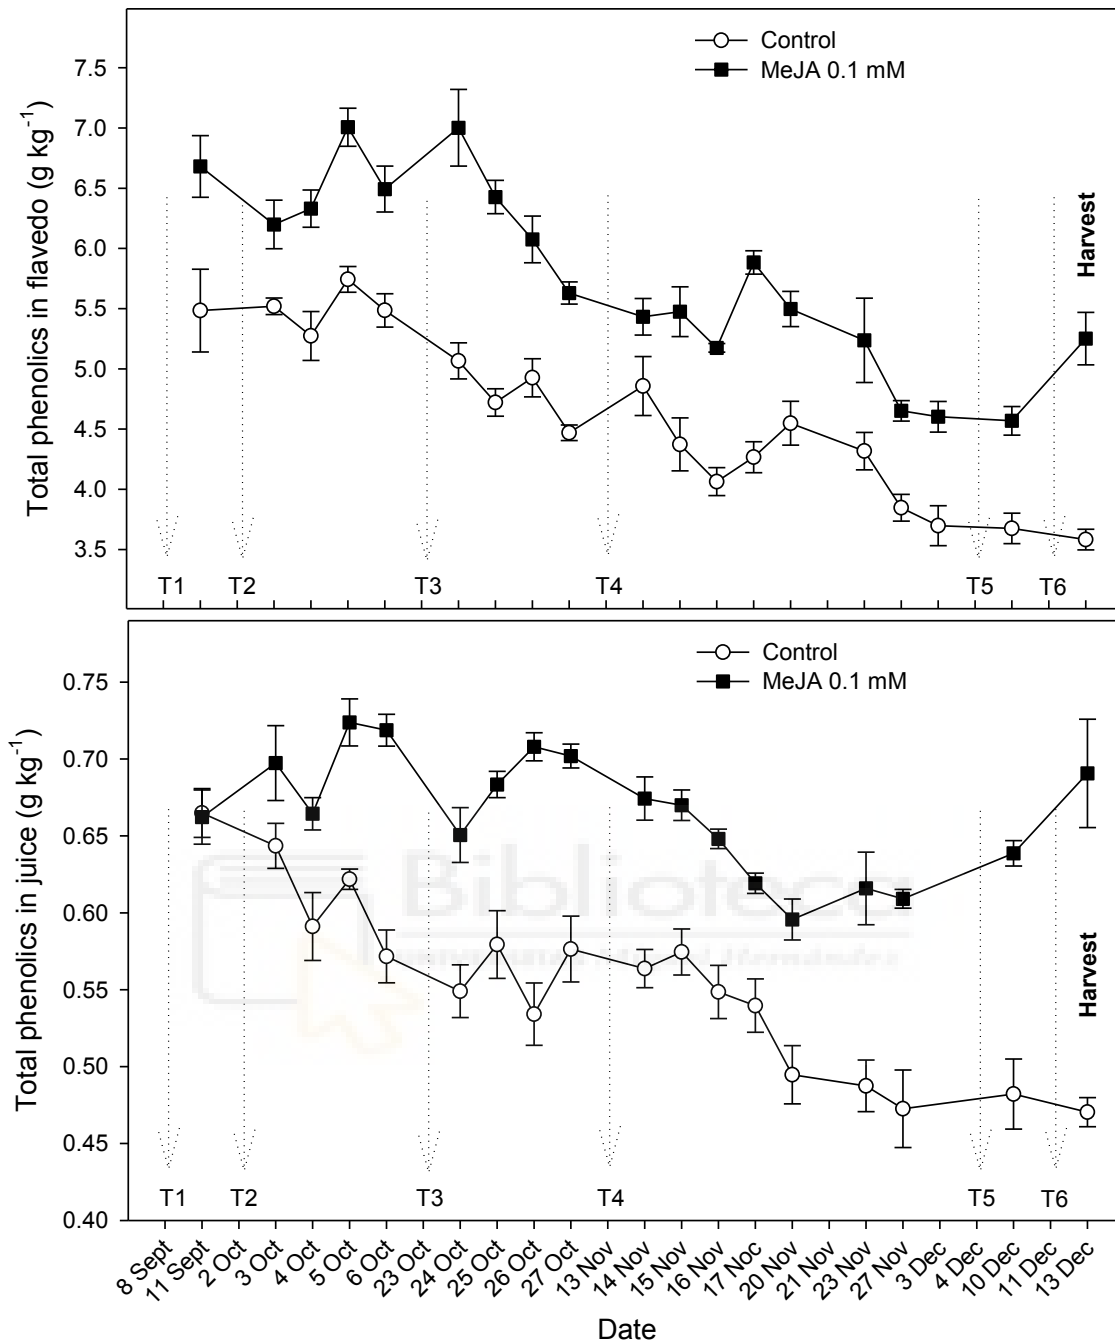 Control
MeJA 0.1 mM
Total phenolics in flavedo (g kg-1)
7.5
7.0
6.5
6.0
5.5
5.0
4.5
4.0
3.5
Harvest
T1 T2 T3 T4 T5 T6
Control
MeJA 0.1 mM
Total phenolics in juice (g kg-1)
0.75
0.70
0.65
0.60
0.55
0.50
0.45
0.40
Biblioteca
UNIVERSITAS Miguel Hernández
Harvest
T1 T2 T3 T4 T5 T6
8 Sept
11 Sept
2 Oct
3 Oct
4 Oct
5 Oct
6 Oct
23 Oct
24 Oct
25 Oct
26 Oct
27 Oct
13 Nov
14 Nov
15 Nov
16 Nov
17 Noc
20 Nov
21 Nov
23 Nov
27 Nov
3 Dec
4 Dec
10 Dec
11 Dec
13 Dec
Date